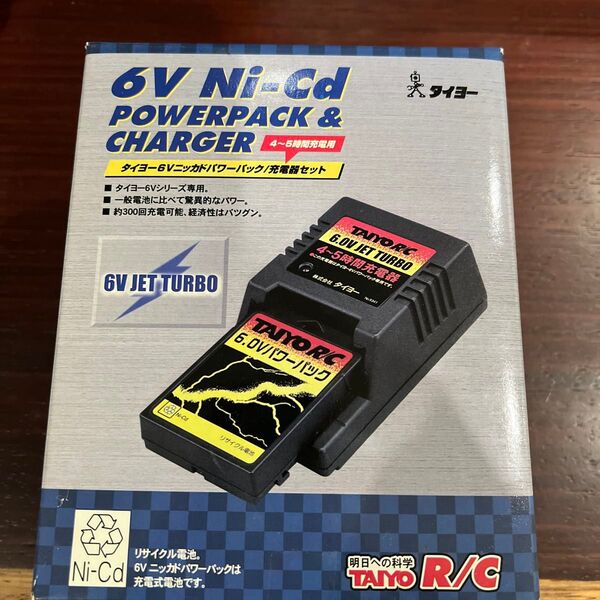 6V Ni-Cd
POWERPACK &
CHARGER
4〜5時間充電用
タイヨー
タイヨー6Vニッカドパワーパック/充電器セット
■タイヨー6Vシリーズ専用。
■一般電池に比べて驚異的なパワー。
■約300回充電可能、経済性はバツグン。
6V JET TURBO
TAIYO R/C
6.0V JET TURBO
4〜5時間充電器
株式会社 タイヨー
TAIYO R/C
6.0Vパワーパック
Ni-Cd
リサイクル電池
Ni-Cd
リサイクル電池。
6V ニッカドパワーパックは
充電式電池です。
明日への科学
TAIYO R/C